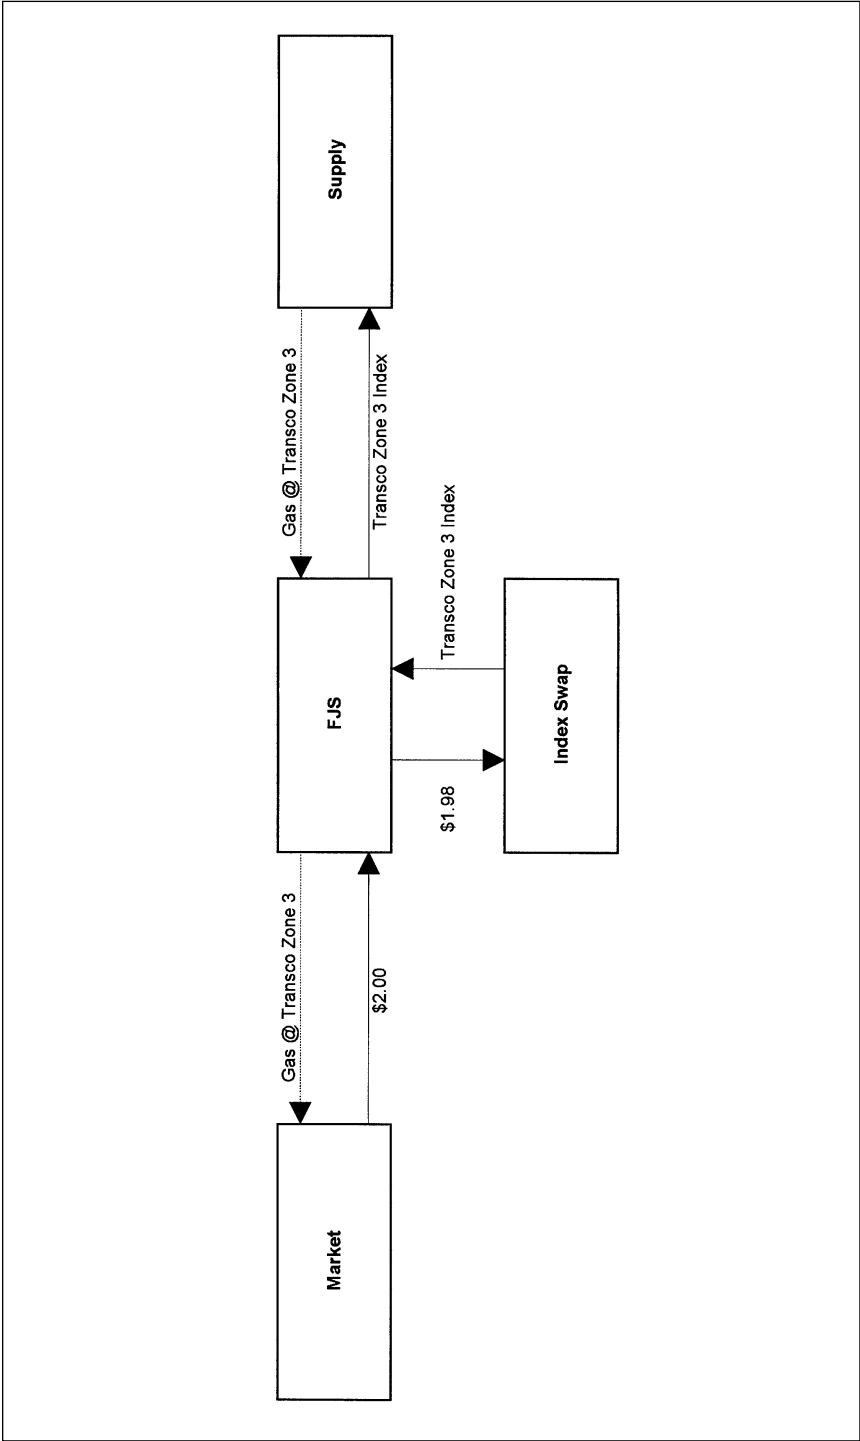 Gas @ Transco Zone 3
Gas @ Transco Zone 3
Market
FJS
Supply
$2.00
Transco Zone 3 Index
$1.98
Transco Zone 3 Index
Index Swap